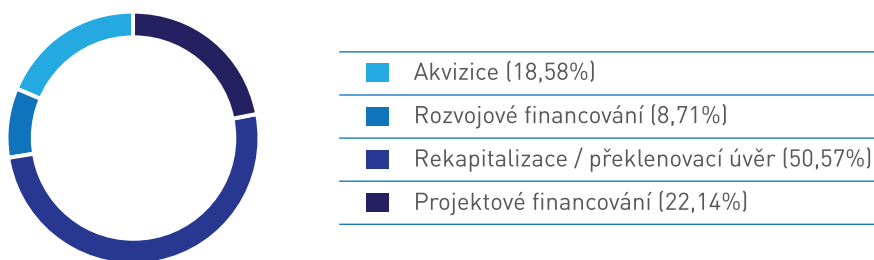 Akvizice (18,58%)
Rozvojové financování (8,71%)
Rekapitalizace / překlenovací úvěr (50,57%)
Projektové financování (22,14%)